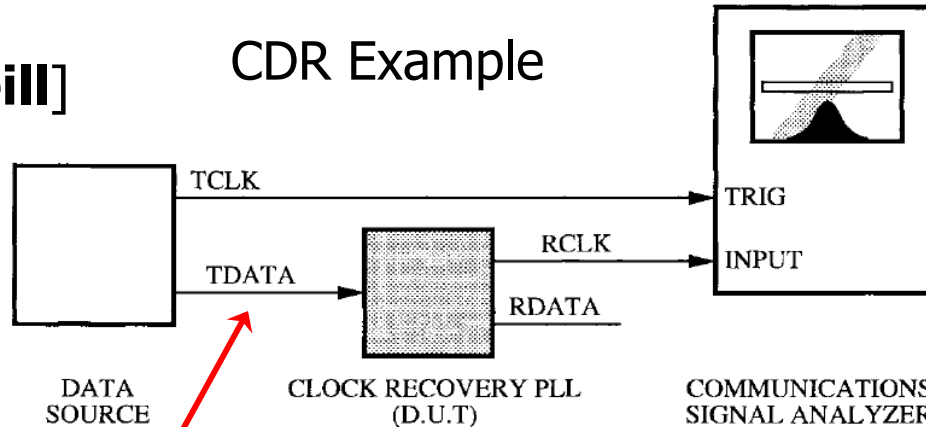 CDR Example
ill]
TCLK
TRIG
RCLK
INPUT
TDATA
RDATA
DATA
SOURCE
CLOCK RECOVERY PLL
(D.U.T)
COMMUNICATIONS
SIGNAL ANALYZER